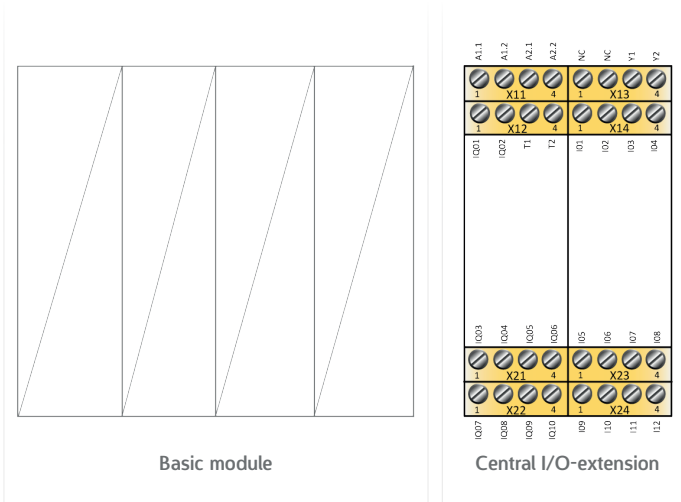 A1.1 A1.2 A2.1 A2.2 NC NC Y1 Y2
1 X11 4 1 X13 4
1 X12 4 1 X14 4
IQ01 IQ02 T1 T2 I01 I02 I03 I04
IQ03 IQ04 IQ05 IQ06 I05 I06 I07 I08
1 X21 4 1 X23 4
1 X22 4 1 X24 4
IQ07 IQ08 IQ09 IQ10 I09 I10 I11 I12
Basic module Central I/O-extension